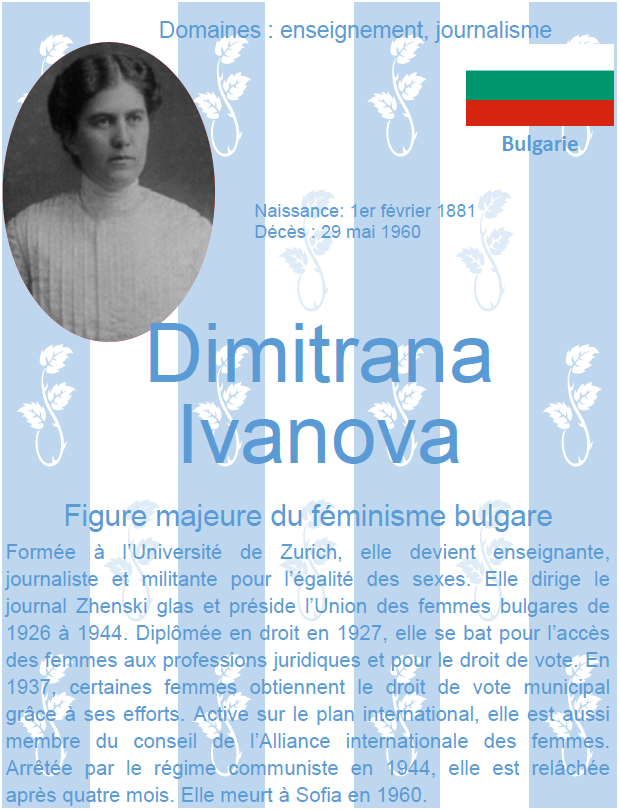 Domaines : enseignement, journalisme
Bulgarie
Naissance: 1er février 1881
Décès : 29 mai 1960
Dimitrana
Ivanova
Figure majeure du féminisme bulgare
Formée à l’Université de Zurich, elle devient enseignante,
journaliste et militante pour l’égalité des sexes. Elle dirige le
journal Zhenski glas et préside l’Union des femmes bulgares de
1926 à 1944. Diplômée en droit en 1927, elle se bat pour l’accès
des femmes aux professions juridiques et pour le droit de vote. En
1937, certaines femmes obtiennent le droit de vote municipal
grâce à ses efforts. Active sur le plan international, elle est aussi
membre du conseil de l’Alliance internationale des femmes.
Arrêtée par le régime communiste en 1944, elle est relâchée
après quatre mois. Elle meurt à Sofia en 1960.